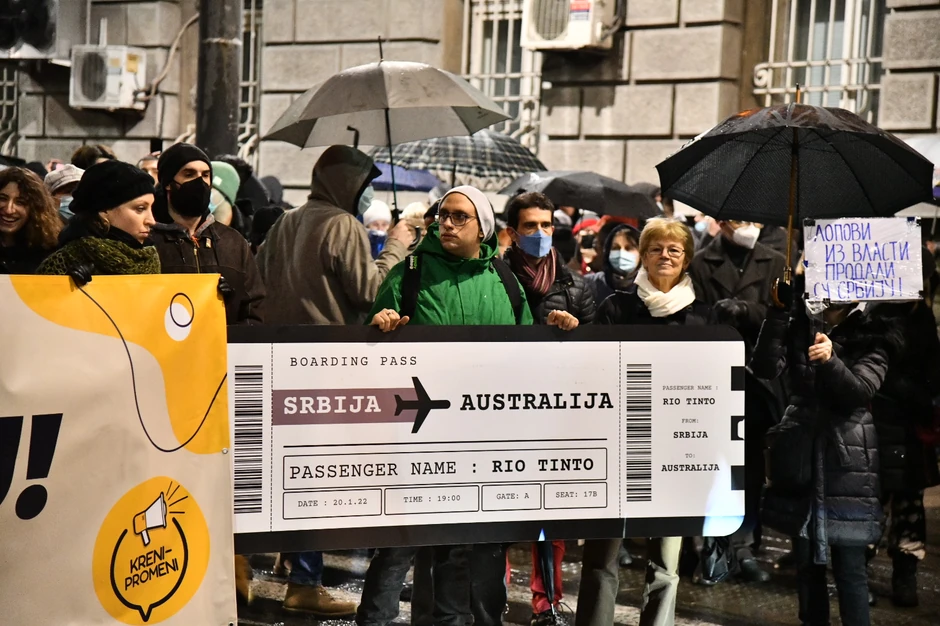 BOARDING PASS
SRBIJA AUSTRALIJA
PASSENGER NAME : RIO TINTO
DATE : 20.1.22 TIME : 19:00 GATE: A SEAT: 17B
PASSENGER NAME :
RIO TINTO
FROM:
SRBIJA
TO:
AUSTRALIJA
ЛОПОВИ
ИЗ ВЛАСТИ
ПРОДАЛИ
СУ СРБИЈУ!
!
KRENI-
PROMENI